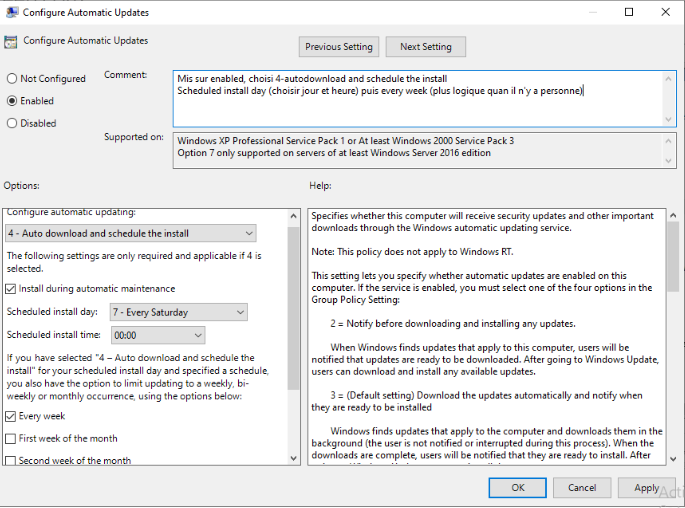 Configure Automatic Updates
Configure Automatic Updates
Previous Setting
Next Setting
Not Configured
Enabled
Disabled
Comment:
Mis sur enabled, choisi 4-autodownload and schedule the install
Scheduled install day (choisir jour et heure) puis every week (plus logique quan il n'y a personne)
Supported on:
Windows XP Professional Service Pack 1 or At least Windows 2000 Service Pack 3
Option 7 only supported on servers of at least Windows Server 2016 edition
Options:
Configure automatic updating:
4 - Auto download and schedule the install
The following settings are only required and applicable if 4 is
selected.
Install during automatic maintenance
Scheduled install day:
7 - Every Saturday
Scheduled install time:
00:00
If you have selected "4 – Auto download and schedule the
install" for your scheduled install day and specified a schedule,
you also have the option to limit updating to a weekly, bi-
weekly or monthly occurrence, using the options below:
Every week
First week of the month
Second week of the month
Help:
Specifies whether this computer will receive security updates and other important
downloads through the Windows automatic updating service.
Note: This policy does not apply to Windows RT.
This setting lets you specify whether automatic updates are enabled on this
computer. If the service is enabled, you must select one of the four options in the
Group Policy Setting:
2 = Notify before downloading and installing any updates.
When Windows finds updates that apply to this computer, users will be
notified that updates are ready to be downloaded. After going to Windows Update,
users can download and install any available updates.
3 = (Default setting) Download the updates automatically and notify when
they are ready to be installed
Windows finds updates that apply to the computer and downloads them in the
background (the user is not notified or interrupted during this process). When the
downloads are complete, users will be notified that they are ready to install. After
OK
Cancel
Apply